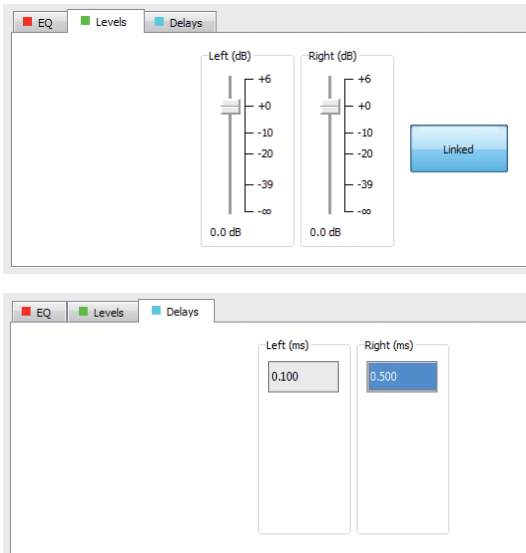 EQ Levels Delays
Left (dB) Right (dB)
+6 +6
+0 +0
-10 -10
-20 -20
Linked
-39 -39
-∞ -∞
0.0 dB 0.0 dB
EQ Levels Delays
Left (ms) Right (ms)
0.100 0.500